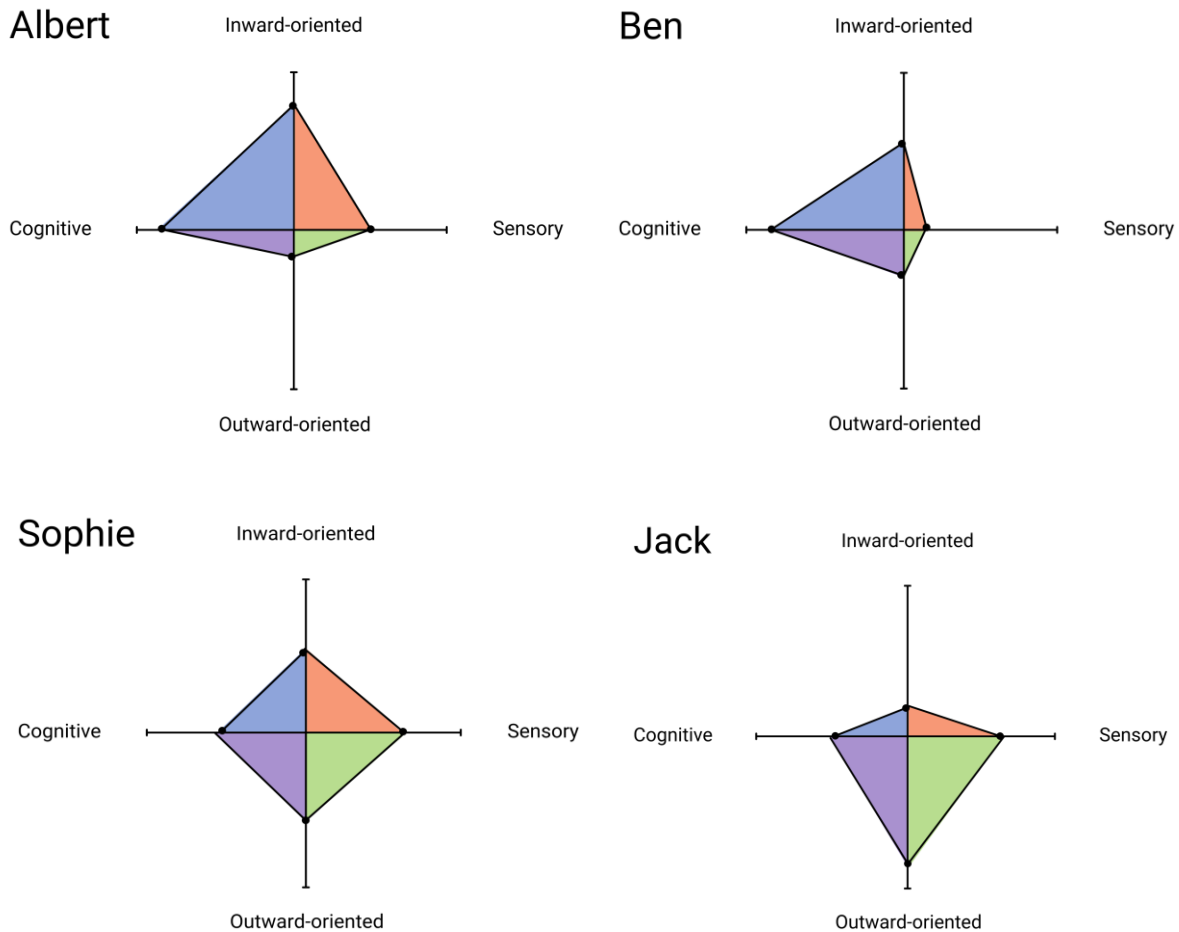 Albert
Inward-oriented
Cognitive
Sensory
Outward-oriented
Ben
Inward-oriented
Cognitive
Sensory
Outward-oriented
Sophie
Inward-oriented
Cognitive
Sensory
Outward-oriented
Jack
Inward-oriented
Cognitive
Sensory
Outward-oriented